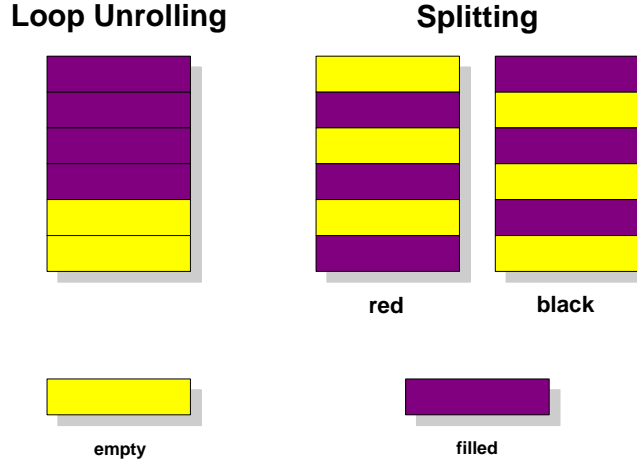 Loop Unrolling
Splitting
red
black
empty
filled